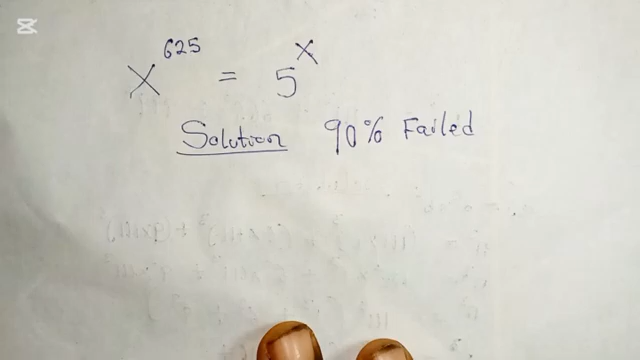 x^625 = 5^x
Solution 90% Failed